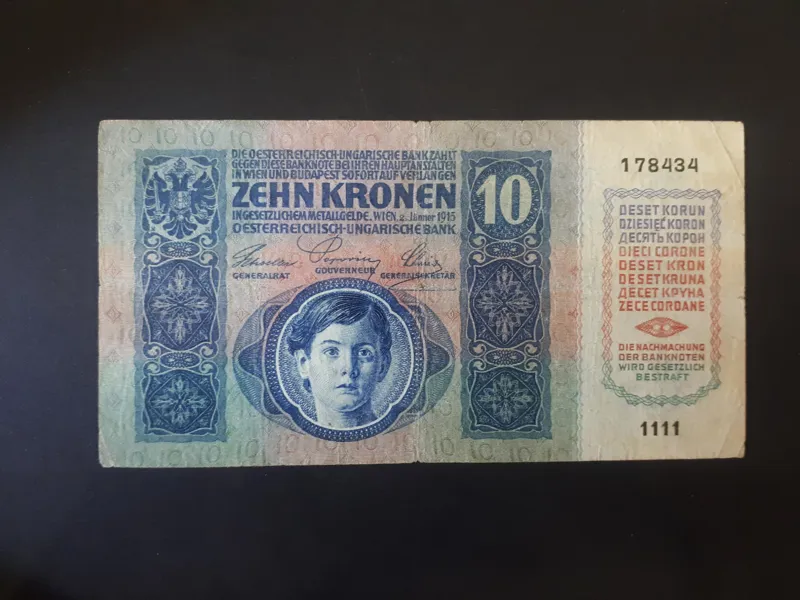 DIE OESTERREICHISCH-UNGARISCHE BANK ZAHLT
GEGEN DIESE BANKNOTE BEI IHREN HAUPTANSTALTEN
IN WIEN UND BUDAPEST SOFORT AUF VERLANGEN
ZEHN KRONEN
IN GESETZLICHEM METALLGELDE. WIEN, 2. Jänner 1915
OESTERREICHISCH-UNGARISCHE BANK
GENERALRAT
GOUVERNEUR
GENERALSEKRETÄR
10
178434
DESET KORUN
DZIESIĘĆ KORON
ДЕСЯТЬ КОРОН
DIECI CORONE
DESET KRON
DESET KRUNA
ДЕСЕТ КРУНА
ZECE COROANE
DIE NACHMACHUNG
DER BANKNOTEN
WIRD GESETZLICH
BESTRAFT
1111